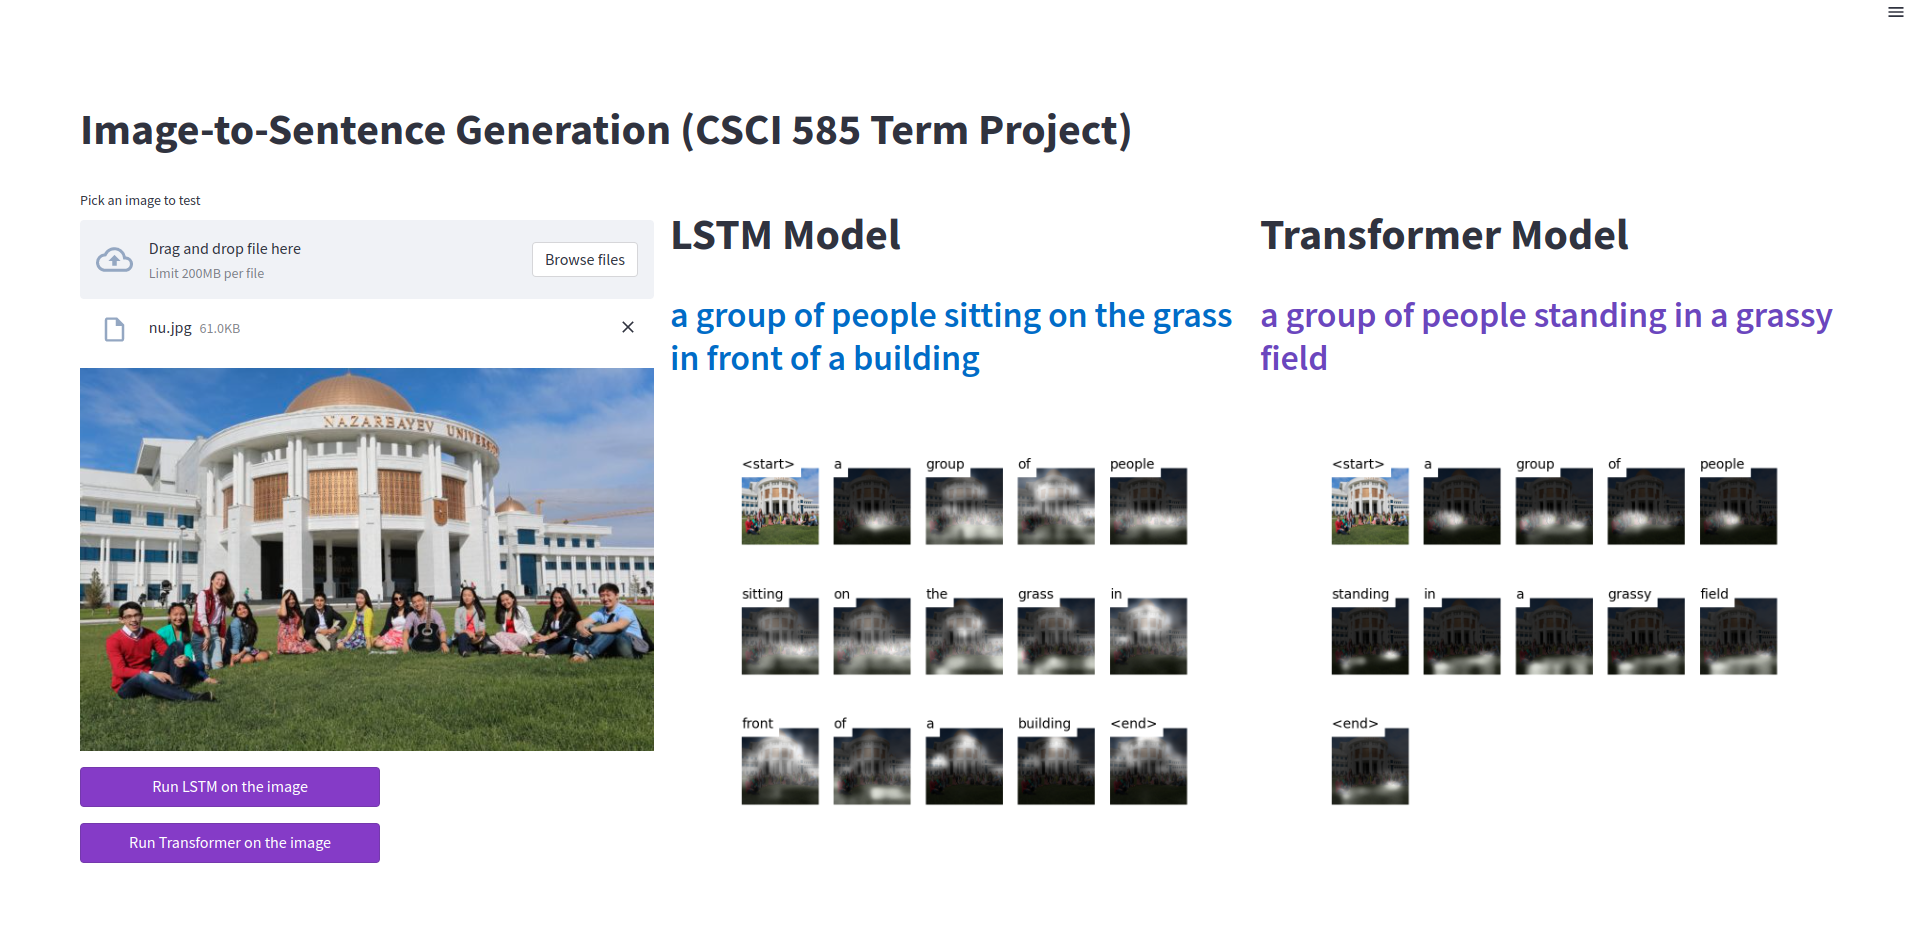 Image-to-Sentence Generation (CSCI 585 Term Project)
Pick an image to test
Drag and drop file here
Limit 200MB per file
Browse files
nu.jpg 61.0KB
NAZARBAYEV UNIVERSI
Run LSTM on the image
Run Transformer on the image
LSTM Model
a group of people sitting on the grass
in front of a building
<start> a group of people
sitting on the grass in
front of a building <end>
Transformer Model
a group of people standing in a grassy
field
<start> a group of people
standing in a grassy field
<end>